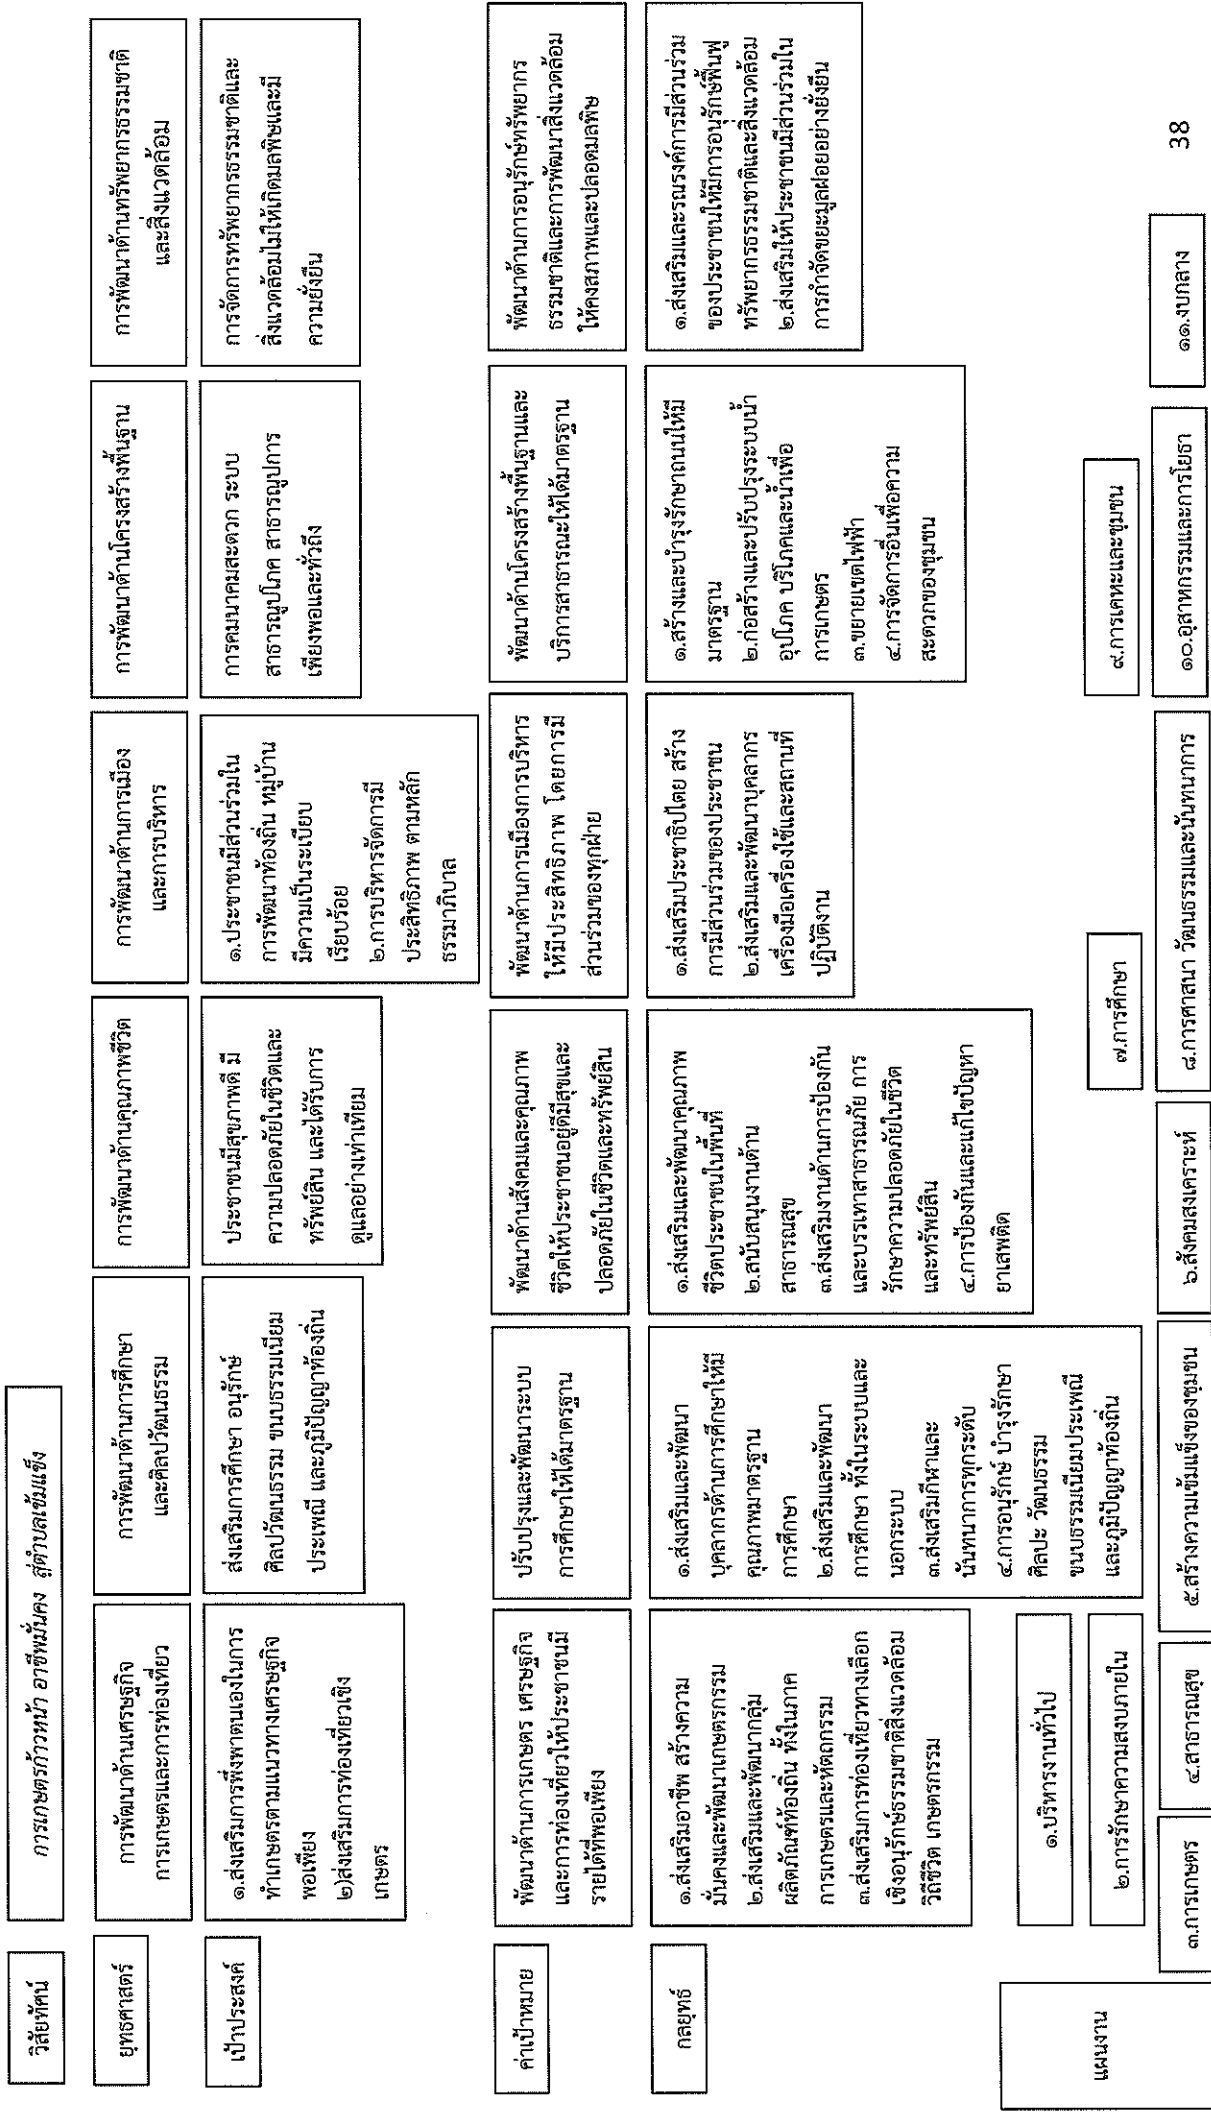 วิสัยทัศน์
การเกษตรก้าวหน้า อาชีพมั่นคง สู่ตำบลเข้มแข็ง
ยุทธศาสตร์
การพัฒนาด้านเศรษฐกิจ
การเกษตรและการท่องเที่ยว
การพัฒนาด้านการศึกษา
และศิลปวัฒนธรรม
การพัฒนาด้านคุณภาพชีวิต
การพัฒนาด้านการเมือง
และการบริหาร
การพัฒนาด้านโครงสร้างพื้นฐาน
การพัฒนาด้านทรัพยากรธรรมชาติ
และสิ่งแวดล้อม
เป้าประสงค์
๑.ส่งเสริมการพึ่งพาตนเองในการ
ทำเกษตรตามแนวทางเศรษฐกิจ
พอเพียง
๒)ส่งเสริมการท่องเที่ยวเชิง
เกษตร
ส่งเสริมการศึกษา อนุรักษ์
ศิลปวัฒนธรรม ขนบธรรมเนียม
ประเพณี และภูมิปัญญาท้องถิ่น
ประชาชนมีสุขภาพดี มี
ความปลอดภัยในชีวิตและ
ทรัพย์สิน และได้รับการ
ดูแลอย่างเท่าเทียม
๑.ประชาชนมีส่วนร่วมใน
การพัฒนาท้องถิ่น หมู่บ้าน
มีความเป็นระเบียบ
เรียบร้อย
๒.การบริหารจัดการมี
ประสิทธิภาพ ตามหลัก
ธรรมาภิบาล
การคมนาคมสะดวก ระบบ
สาธารณูปโภค สาธารณูปการ
เพียงพอและทั่วถึง
การจัดการทรัพยากรธรรมชาติและ
สิ่งแวดล้อมไม่ให้เกิดมลพิษและมี
ความยั่งยืน
ค่าเป้าหมาย
พัฒนาด้านการเกษตร เศรษฐกิจ
และการท่องเที่ยวให้ประชาชนมี
รายได้ที่พอเพียง
ปรับปรุงและพัฒนาระบบ
การศึกษาให้ได้มาตรฐาน
พัฒนาด้านสังคมและคุณภาพ
ชีวิตให้ประชาชนอยู่ดีมีสุขและ
ปลอดภัยในชีวิตและทรัพย์สิน
พัฒนาด้านการเมืองการบริหาร
ให้มีประสิทธิภาพ โดยการมี
ส่วนร่วมของทุกฝ่าย
พัฒนาด้านโครงสร้างพื้นฐานและ
บริการสาธารณะให้ได้มาตรฐาน
พัฒนาด้านการอนุรักษ์ทรัพยากร
ธรรมชาติและการพัฒนาสิ่งแวดล้อม
ให้คงสภาพและปลอดมลพิษ
กลยุทธ์
๑.ส่งเสริมอาชีพ สร้างความ
มั่นคงและพัฒนาเกษตรกรรม
๒.ส่งเสริมและพัฒนากลุ่ม
ผลิตภัณฑ์ท้องถิ่น ทั้งในภาค
การเกษตรและหัตถกรรม
๓.ส่งเสริมการท่องเที่ยวทางเลือก
เชิงอนุรักษ์ธรรมชาติสิ่งแวดล้อม
วิถีชีวิต เกษตรกรรม
๑.ส่งเสริมและพัฒนา
บุคลากรด้านการศึกษาให้มี
คุณภาพมาตรฐาน
การศึกษา
๒.ส่งเสริมและพัฒนา
การศึกษา ทั้งในระบบและ
นอกระบบ
๓.ส่งเสริมกีฬาและ
นันทนาการทุกระดับ
๔.การอนุรักษ์ บำรุงรักษา
ศิลปะ วัฒนธรรม
ขนบธรรมเนียมประเพณี
และภูมิปัญญาท้องถิ่น
๑.ส่งเสริมและพัฒนาคุณภาพ
ชีวิตประชาชนในพื้นที่
๒.สนับสนุนงานด้าน
สาธารณสุข
๓.ส่งเสริมงานด้านการป้องกัน
และบรรเทาสาธารณภัย การ
รักษาความปลอดภัยในชีวิต
และทรัพย์สิน
๔.การป้องกันและแก้ไขปัญหา
ยาเสพติด
๑.ส่งเสริมประชาธิปไตย สร้าง
การมีส่วนร่วมของประชาชน
๒.ส่งเสริมและพัฒนาบุคลากร
เครื่องมือเครื่องใช้และสถานที่
ปฏิบัติงาน
๑.สร้างและบำรุงรักษาถนนให้มี
มาตรฐาน
๒.ก่อสร้างและปรับปรุงระบบน้ำ
อุปโภค บริโภคและน้ำเพื่อ
การเกษตร
๓.ขยายเขตไฟฟ้า
๔.การจัดการอื่นเพื่อความ
สะดวกของชุมชน
๑.ส่งเสริมและรณรงค์การมีส่วนร่วม
ของประชาชนให้มีการอนุรักษ์ฟื้นฟู
ทรัพยากรธรรมชาติและสิ่งแวดล้อม
๒.ส่งเสริมให้ประชาชนมีส่วนร่วมใน
การกำจัดขยะมูลฝอยอย่างยั่งยืน
แผนงาน
๑.บริหารงานทั่วไป
๒.การรักษาความสงบภายใน
๗.การศึกษา
๙.การเคหะและชุมชน
๓.การเกษตร
๔.สาธารณสุข
๕.สร้างความเข้มแข็งของชุมชน
๖.สังคมสงเคราะห์
๘.การศาสนา วัฒนธรรมและนันทนาการ
๑๐.อุสาหกรรมและการโยธา
๑๑.งบกลาง
38